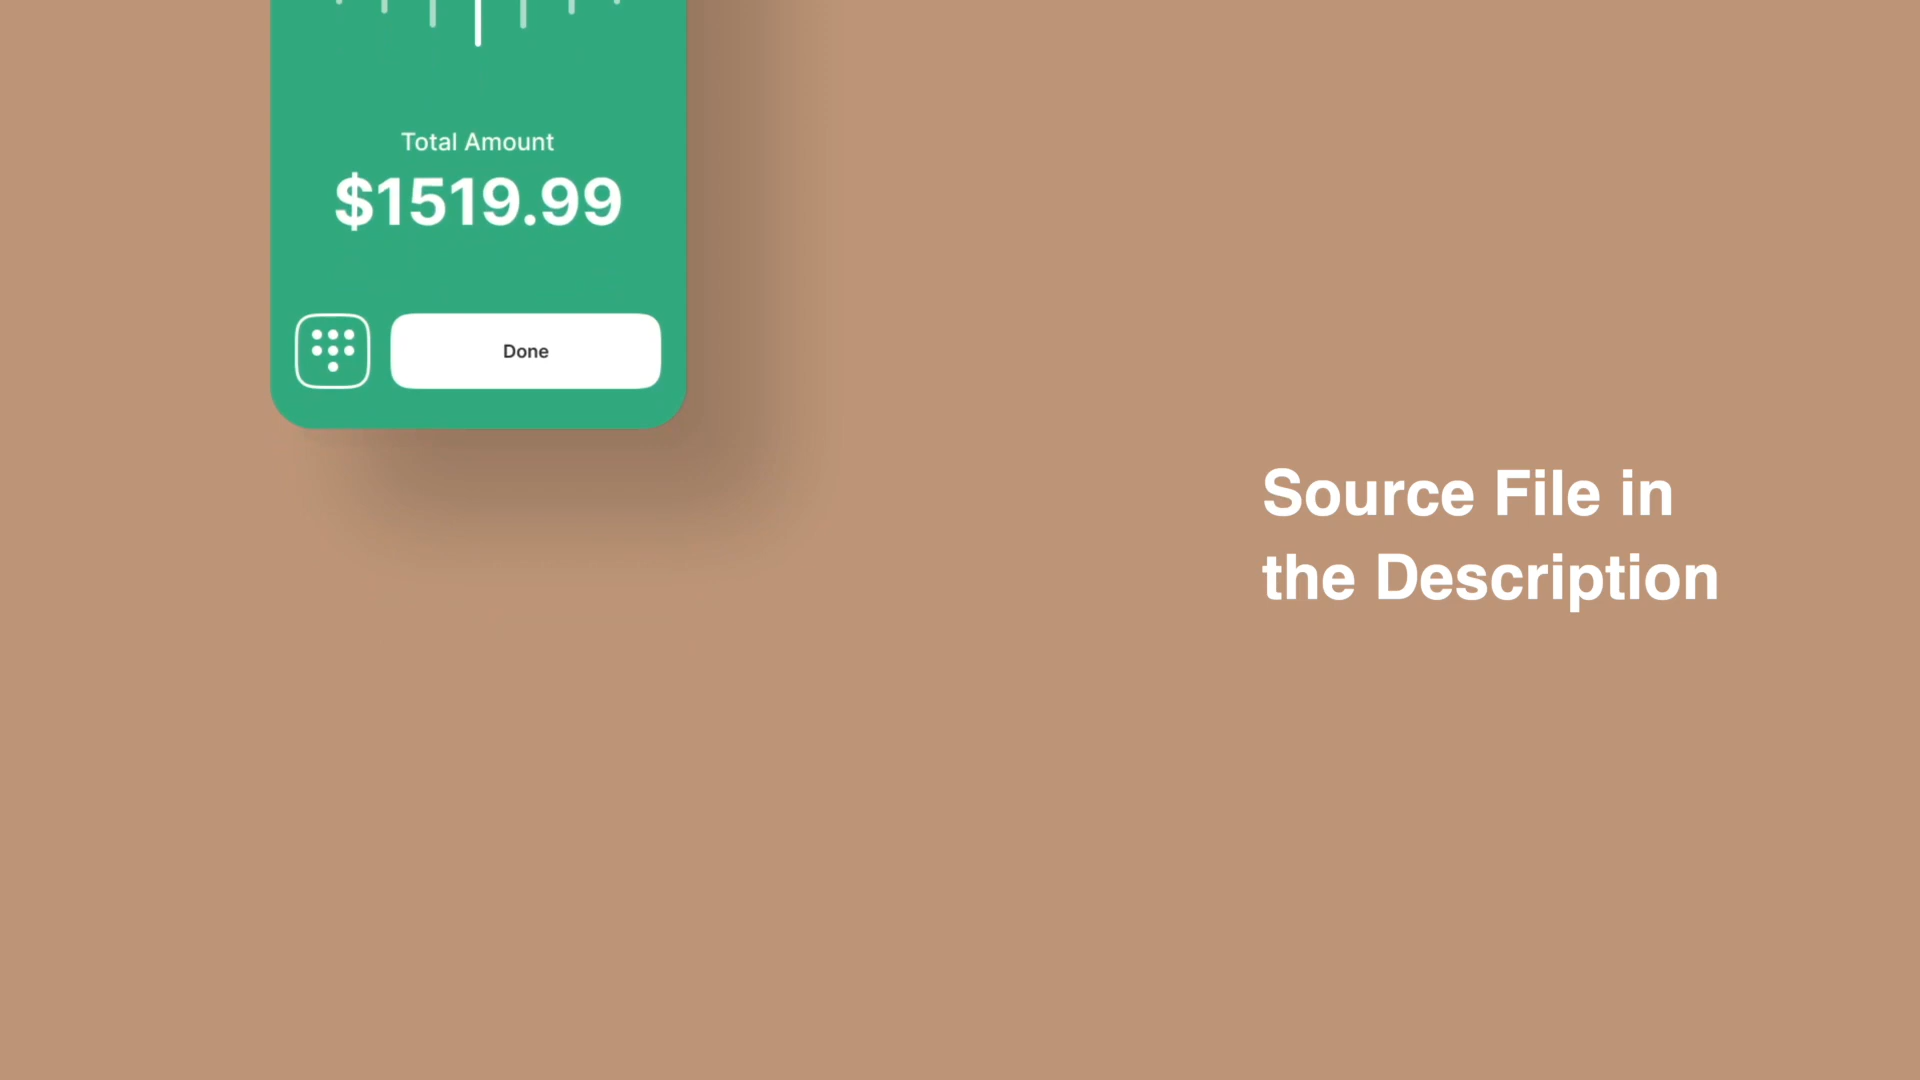 Total Amount
$1519.99
Done
Source File in
the Description